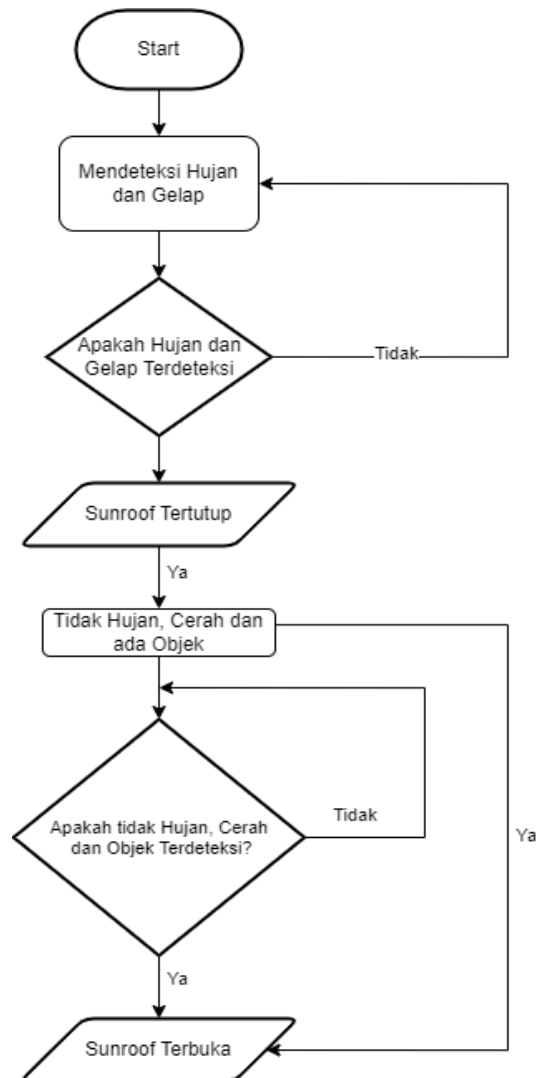 Start
Mendeteksi Hujan
dan Gelap
Apakah Hujan dan
Gelap Terdeteksi
Tidak
Sunroof Tertutup
Ya
Tidak Hujan, Cerah dan
ada Objek
Tidak
Apakah tidak Hujan, Cerah
dan Objek Terdeteksi?
Ya
Ya
Sunroof Terbuka